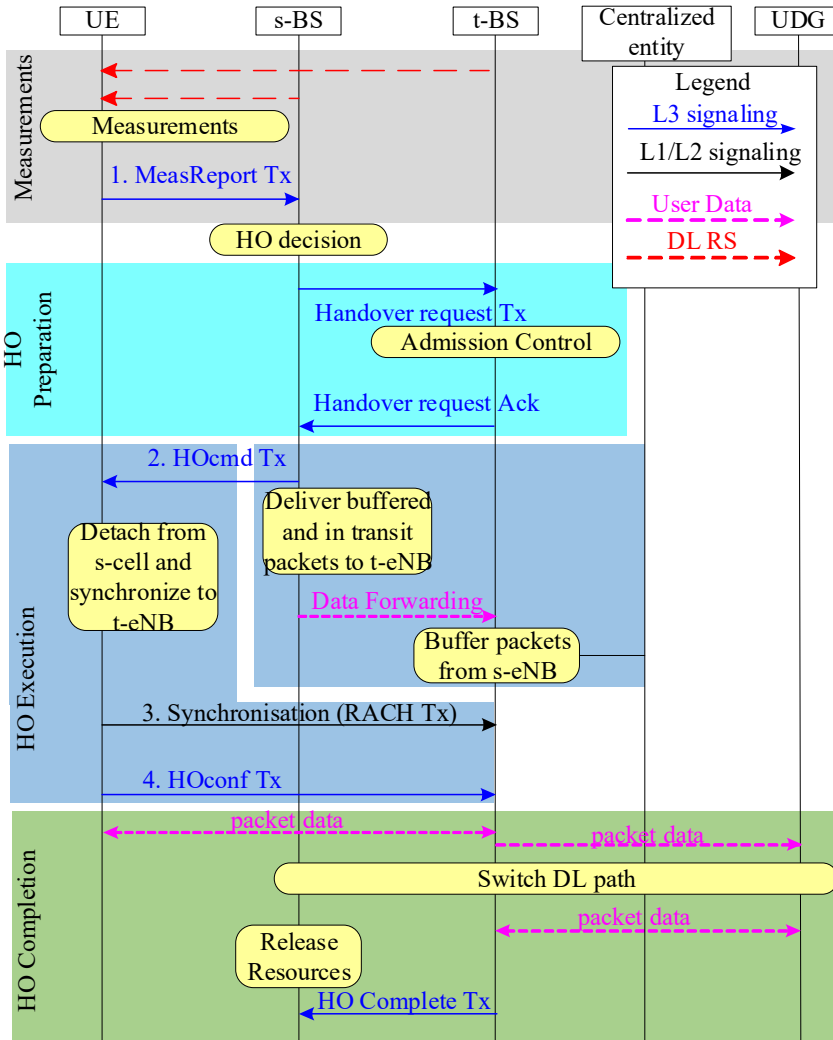 UE
s-BS
t-BS
Centralized
entity
UDG
Measurements
Legend
L3 signaling
L1/L2 signaling
User Data
DL RS
Measurements
1. MeasReport Tx
HO decision
HO
Preparation
Handover request Tx
Admission Control
Handover request Ack
HO Execution
2. HOcmd Tx
Deliver buffered
and in transit
packets to t-eNB
Detach from
s-cell and
synchronize to
t-eNB
Data Forwarding
Buffer packets
from s-eNB
3. Synchronisation (RACH Tx)
4. HOconf Tx
HO Completion
packet data
packet data
Switch DL path
packet data
Release
Resources
HO Complete Tx